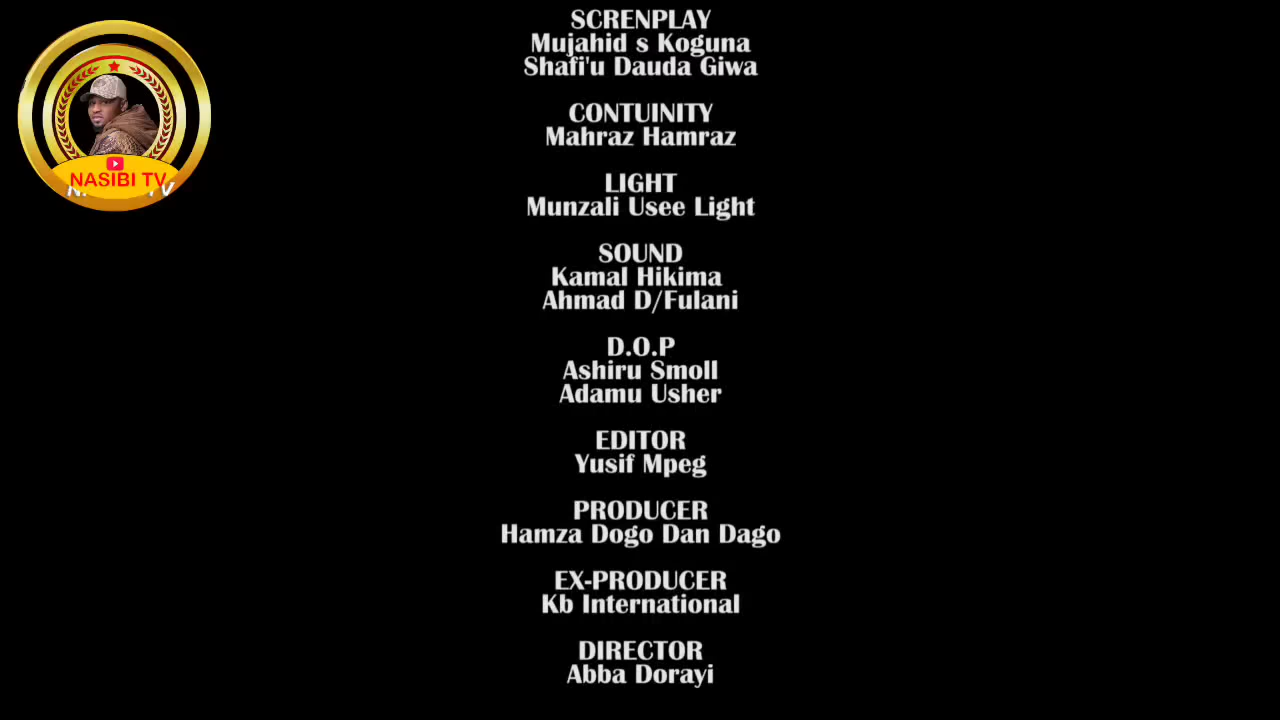 NASIBI TV
SCRENPLAY
Mujahid s Koguna
Shafi'u Dauda Giwa
CONTUINITY
Mahraz Hamraz
LIGHT
Munzali Usee Light
SOUND
Kamal Hikima
Ahmad D/Fulani
D.O.P
Ashiru Smoll
Adamu Usher
EDITOR
Yusif Mpeg
PRODUCER
Hamza Dogo Dan Dago
EX-PRODUCER
Kb International
DIRECTOR
Abba Dorayi